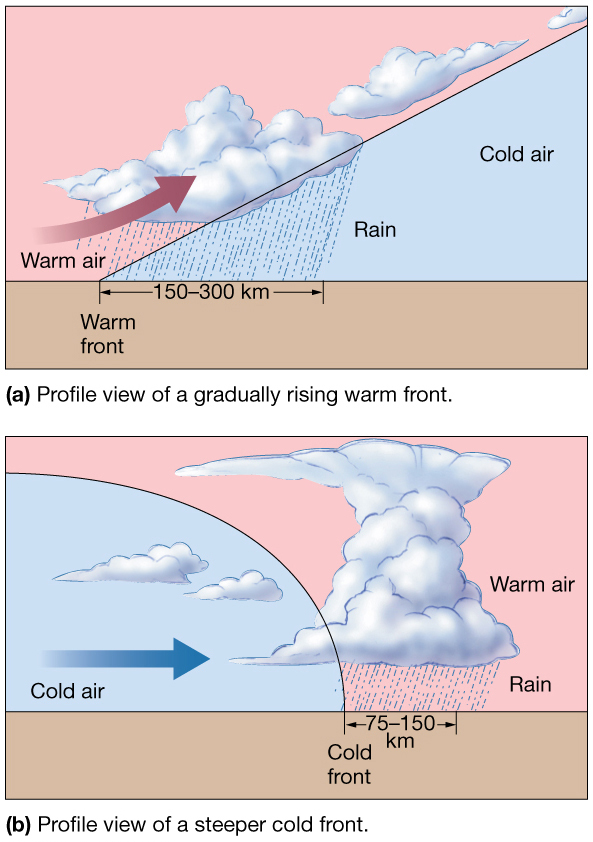 Cold air
Rain
Warm air
150–300 km
Warm
front
(a) Profile view of a gradually rising warm front.
Warm air
Rain
Cold air
75–150
km
Cold
front
(b) Profile view of a steeper cold front.